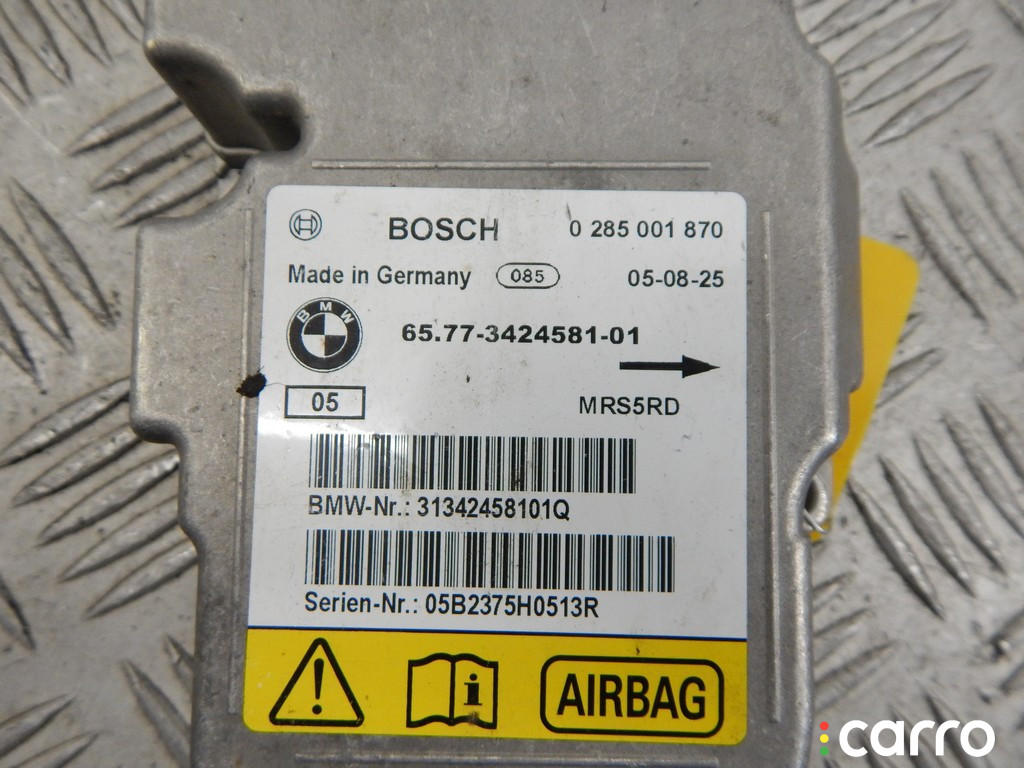 BOSCH 0 285 001 870
Made in Germany 085 05-08-25
BMW
65.77-3424581-01
05 MRS5RD
BMW-Nr.: 31342458101Q
Serien-Nr.: 05B2375H0513R
AIRBAG
carro